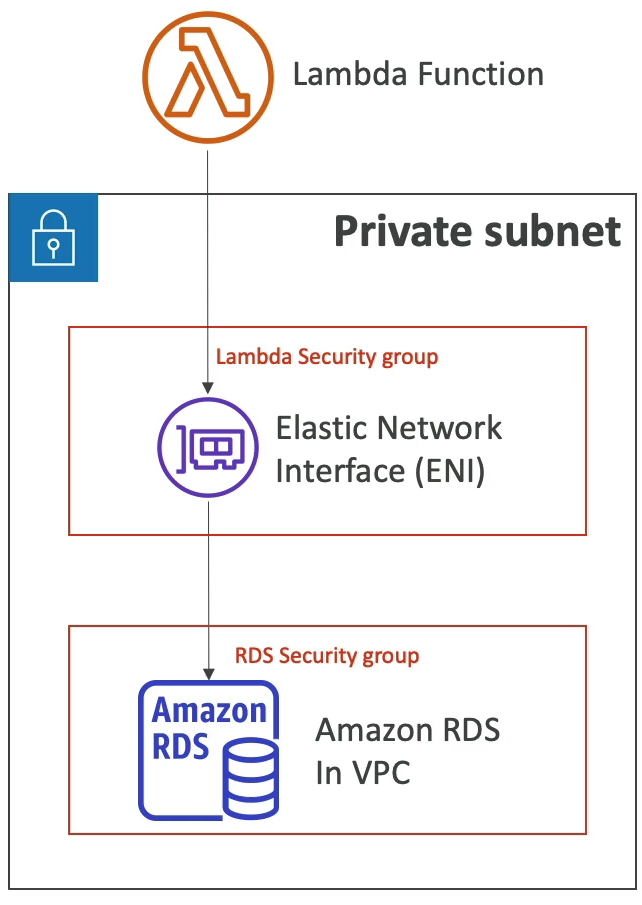 Lambda Function
Private subnet
Lambda Security group
Elastic Network
Interface (ENI)
RDS Security group
Amazon
RDS
Amazon RDS
In VPC